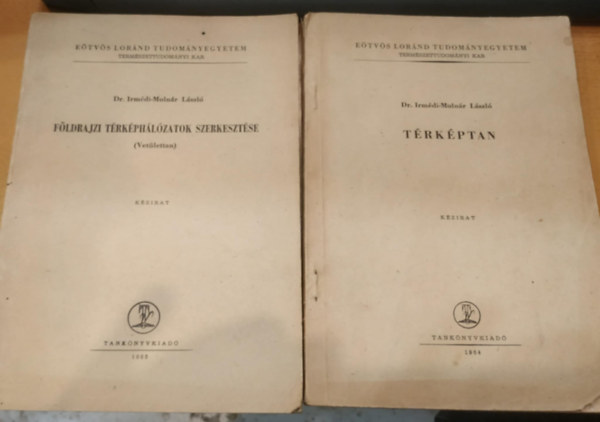 EÖTVÖS LORÁND TUDOMÁNYEGYETEM
TERMÉSZETTUDOMÁNYI KAR
Dr. Irmédi-Molnár László
FÖLDRAJZI TÉRKÉPHÁLÓZATOK SZERKESZTÉSE
(Vetülettan)
KÉZIRAT
TANKÖNYVKIADÓ
EÖTVÖS LORÁND TUDOMÁNYEGYETEM
TERMÉSZETTUDOMÁNYI KAR
Dr. Irmédi-Molnár László
TÉRKÉPTAN
KÉZIRAT
TANKÖNYVKIADÓ
1964